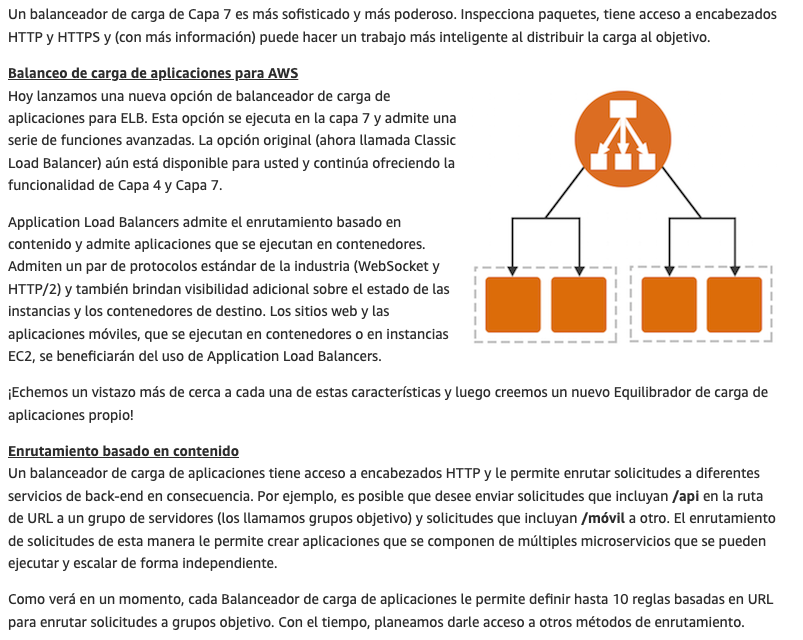 Un balanceador de carga de Capa 7 es más sofisticado y más poderoso. Inspecciona paquetes, tiene acceso a encabezados
HTTP y HTTPS y (con más información) puede hacer un trabajo más inteligente al distribuir la carga al objetivo.
Balanceo de carga de aplicaciones para AWS
Hoy lanzamos una nueva opción de balanceador de carga de
aplicaciones para ELB. Esta opción se ejecuta en la capa 7 y admite una
serie de funciones avanzadas. La opción original (ahora llamada Classic
Load Balancer) aún está disponible para usted y continúa ofreciendo la
funcionalidad de Capa 4 y Capa 7.
Application Load Balancers admite el enrutamiento basado en
contenido y admite aplicaciones que se ejecutan en contenedores.
Admiten un par de protocolos estándar de la industria (WebSocket y
HTTP/2) y también brindan visibilidad adicional sobre el estado de las
instancias y los contenedores de destino. Los sitios web y las
aplicaciones móviles, que se ejecutan en contenedores o en instancias
EC2, se beneficiarán del uso de Application Load Balancers.
¡Echemos un vistazo más de cerca a cada una de estas características y luego creemos un nuevo Equilibrador de carga de
aplicaciones propio!
Enrutamiento basado en contenido
Un balanceador de carga de aplicaciones tiene acceso a encabezados HTTP y le permite enrutar solicitudes a diferentes
servicios de back-end en consecuencia. Por ejemplo, es posible que desee enviar solicitudes que incluyan /api en la ruta
de URL a un grupo de servidores (los llamamos grupos objetivo) y solicitudes que incluyan /móvil a otro. El enrutamiento
de solicitudes de esta manera le permite crear aplicaciones que se componen de múltiples microservicios que se pueden
ejecutar y escalar de forma independiente.
Como verá en un momento, cada Balanceador de carga de aplicaciones le permite definir hasta 10 reglas basadas en URL
para enrutar solicitudes a grupos objetivo. Con el tiempo, planeamos darle acceso a otros métodos de enrutamiento.